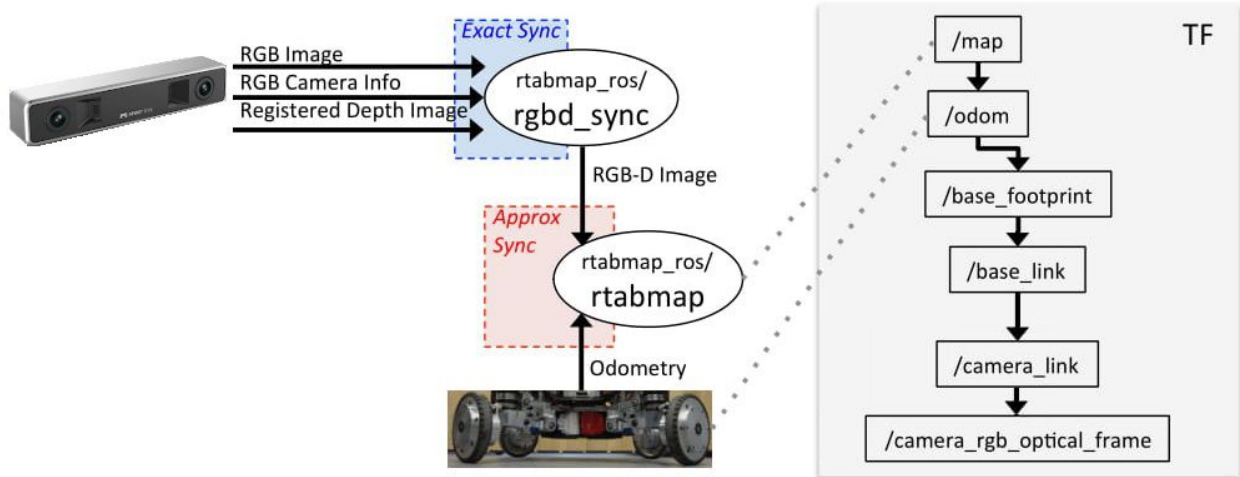 Exact Sync
RGB Image
RGB Camera Info
Registered Depth Image
rtabmap_ros/
rgbd_sync
RGB-D Image
Approx
Sync
rtabmap_ros/
rtabmap
Odometry
TF
/map
/odom
/base_footprint
/base_link
/camera_link
/camera_rgb_optical_frame